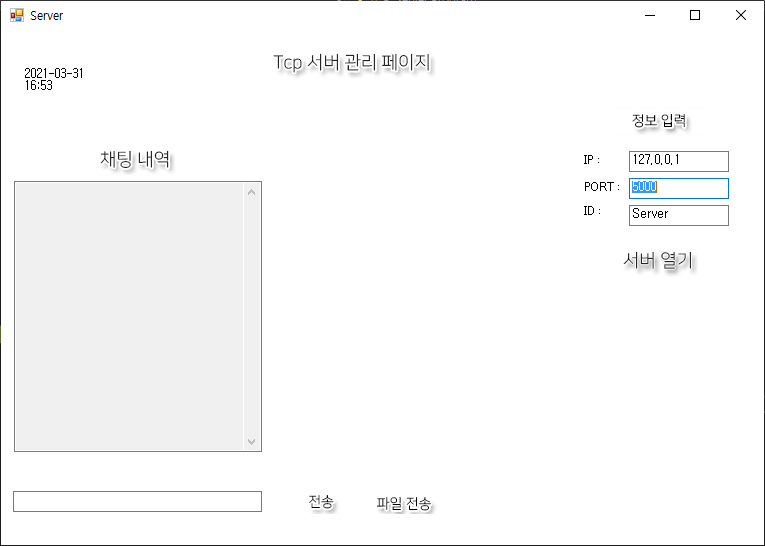 Server
Tcp 서버 관리 페이지
2021-03-31
16:53
정보 입력
채팅 내역
IP : 127.0.0.1
PORT : 5000
ID : Server
서버 열기
전송 파일 전송